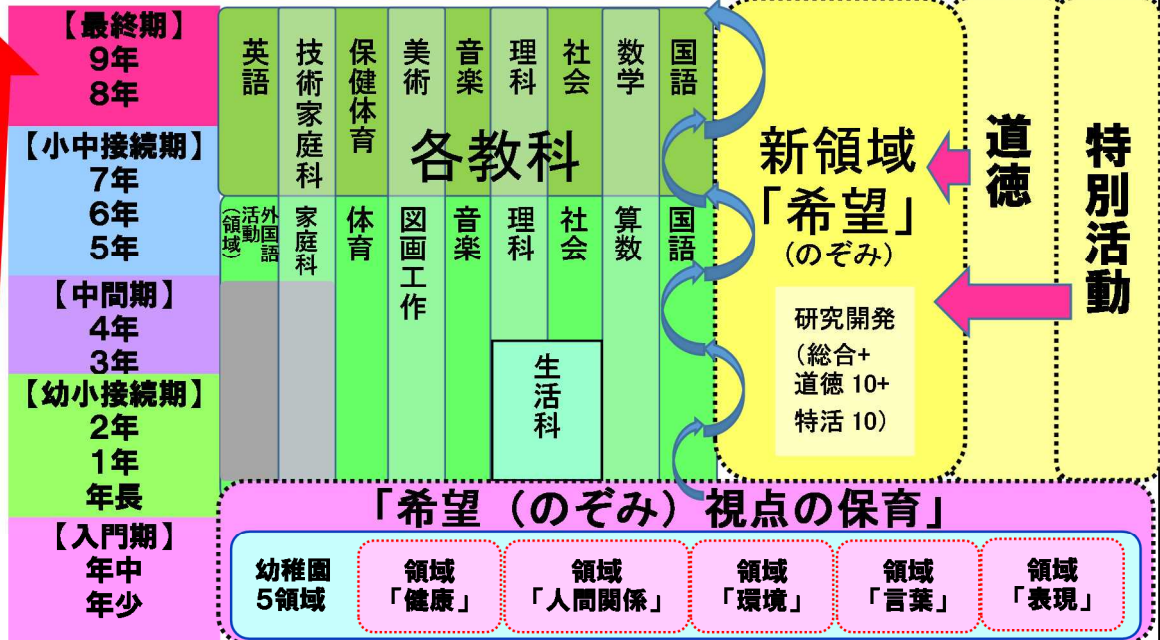 【最終期】
9年
8年
【小中接続期】
7年
6年
5年
【中間期】
4年
3年
【幼小接続期】
2年
1年
年長
【入門期】
年中
年少
英語
技術家庭科
保健体育
美術
音楽
理科
社会
数学
国語
各教科
外国語
活動
(領域)
家庭科
体育
図画工作
音楽
理科
社会
算数
国語
生活科
新領域
「希望」
(のぞみ)
研究開発
(総合+
道徳 10+
特活 10)
道徳
特別活動
「希望（のぞみ）視点の保育」
幼稚園
5領域
領域
「健康」
領域
「人間関係」
領域
「環境」
領域
「言葉」
領域
「表現」